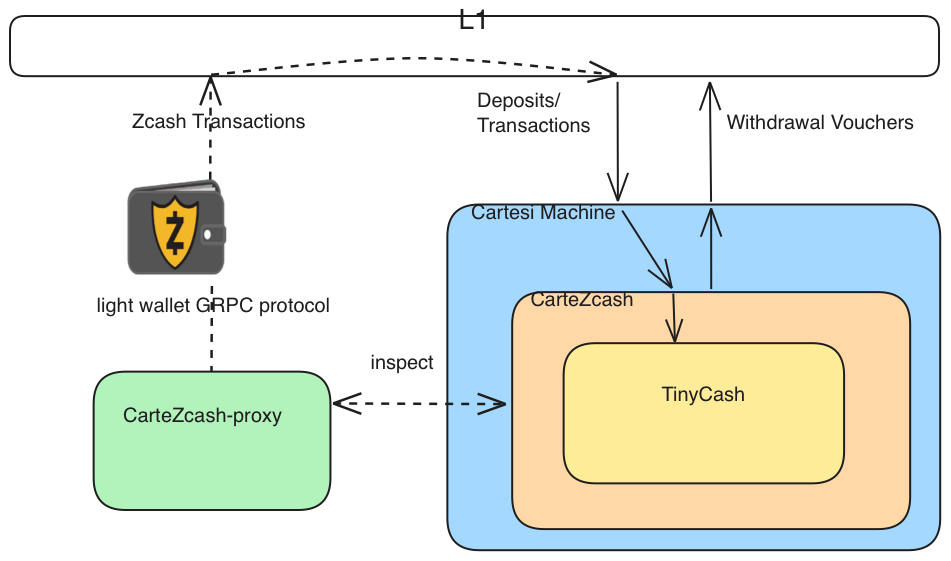 L1
Deposits/
Transactions
Zcash Transactions
Withdrawal Vouchers
Cartesi Machine
CarteZcash
light wallet GRPC protocol
inspect
TinyCash
CarteZcash-proxy